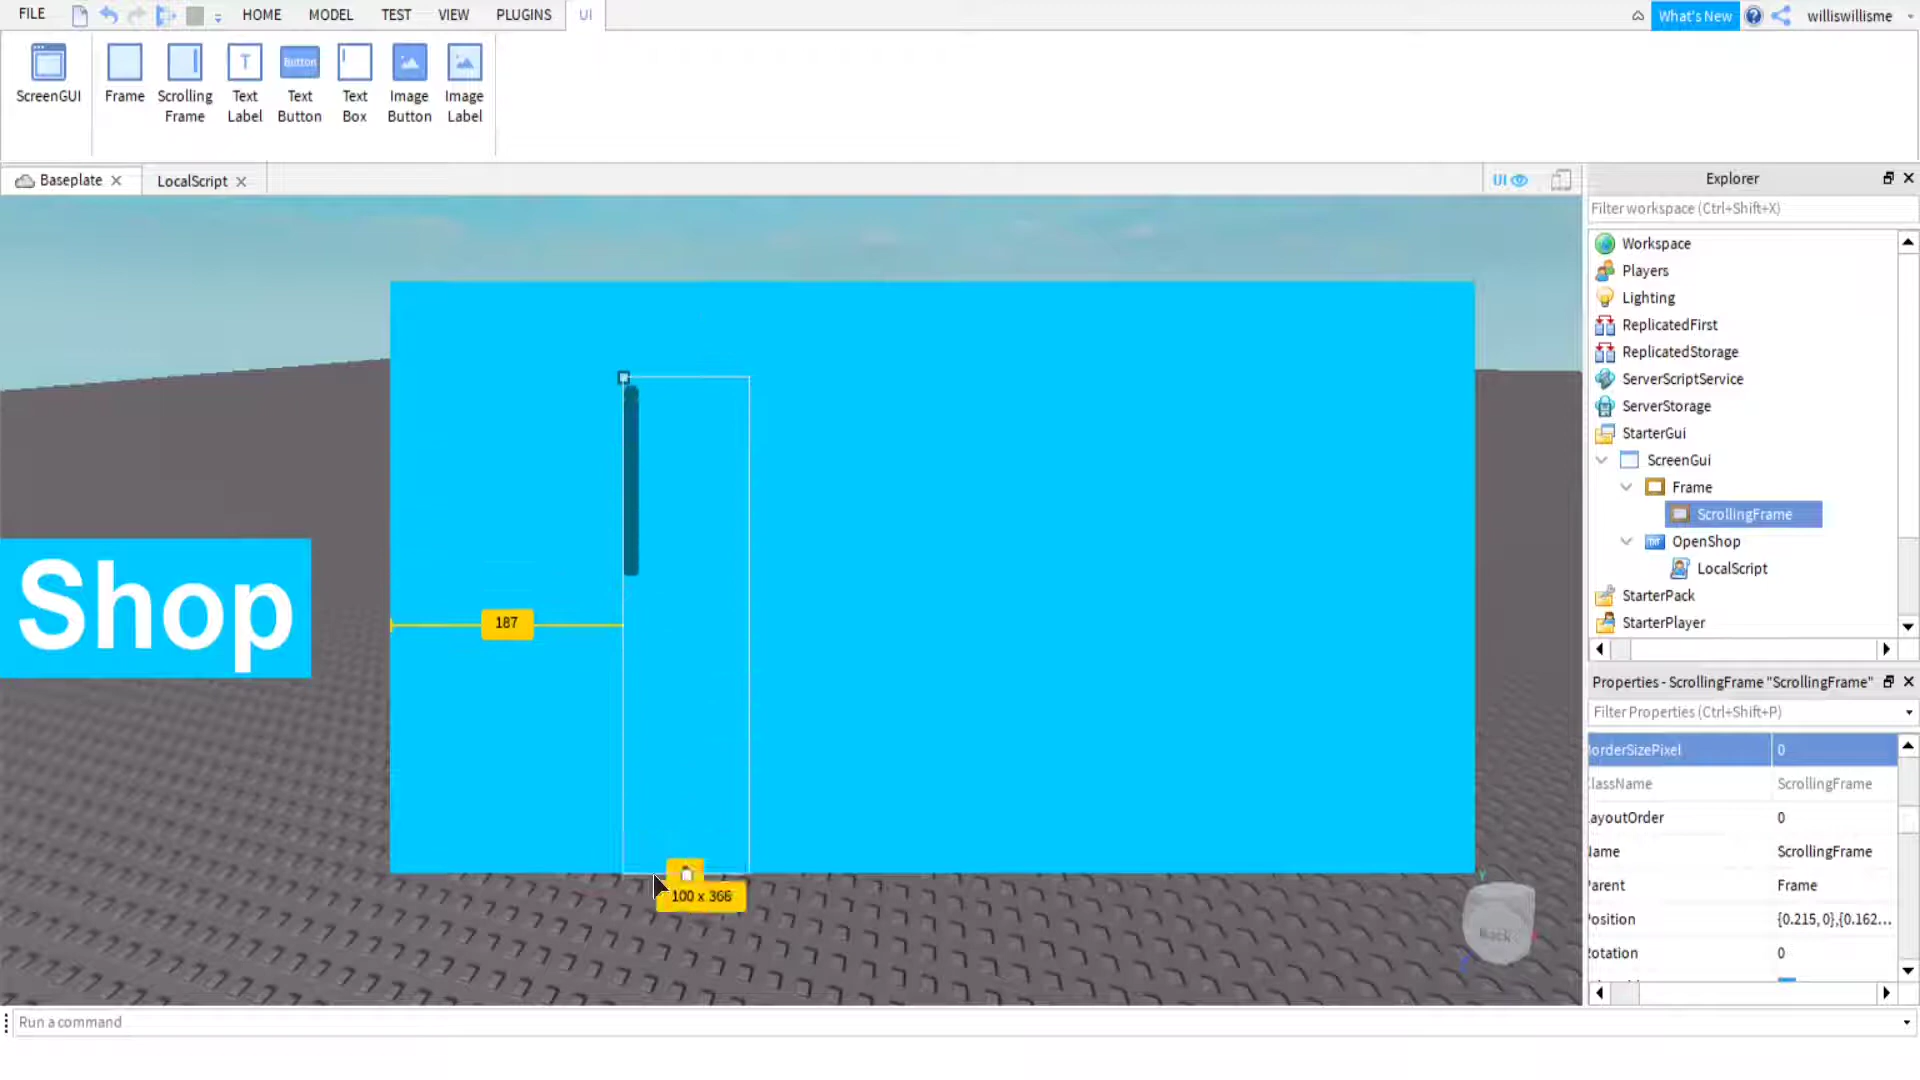 FILE
HOME
MODEL
TEST
VIEW
PLUGINS
UI
What's New
williswillisme
ScreenGUI
Frame
Scrolling
Frame
Text
Label
Button
Text
Button
Text
Box
Image
Button
Image
Label
Baseplate
LocalScript
UI
Explorer
Filter workspace (Ctrl+Shift+X)
Workspace
Players
Lighting
ReplicatedFirst
ReplicatedStorage
ServerScriptService
ServerStorage
StarterGui
ScreenGui
Frame
ScrollingFrame
OpenShop
LocalScript
StarterPack
StarterPlayer
Shop
187
100 x 366
Back
Properties - ScrollingFrame "ScrollingFrame"
Filter Properties (Ctrl+Shift+P)
orderSizePixel 0
lassName ScrollingFrame
ayoutOrder 0
ame ScrollingFrame
arent Frame
osition {0.215, 0},{0.162...
otation 0
Run a command